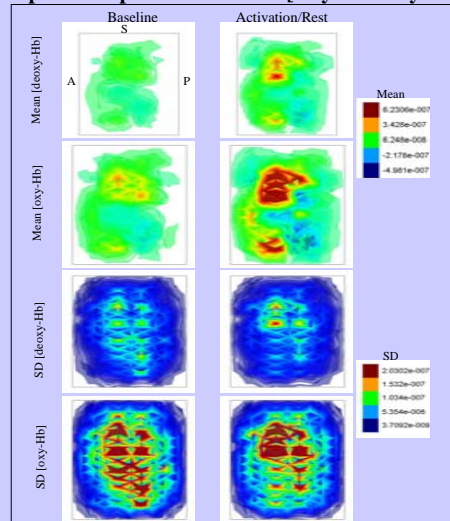 Baseline
Activation/Rest
S
A
P
Mean [deoxy-Hb]
Mean
6.2306e-007
3.428e-007
6.248e-008
-2.178e-007
-4.981e-007
Mean [oxy-Hb]
SD [deoxy-Hb]
SD
2.0302e-007
1.532e-007
1.034e-007
5.354e-008
3.7092e-009
SD [oxy-Hb]